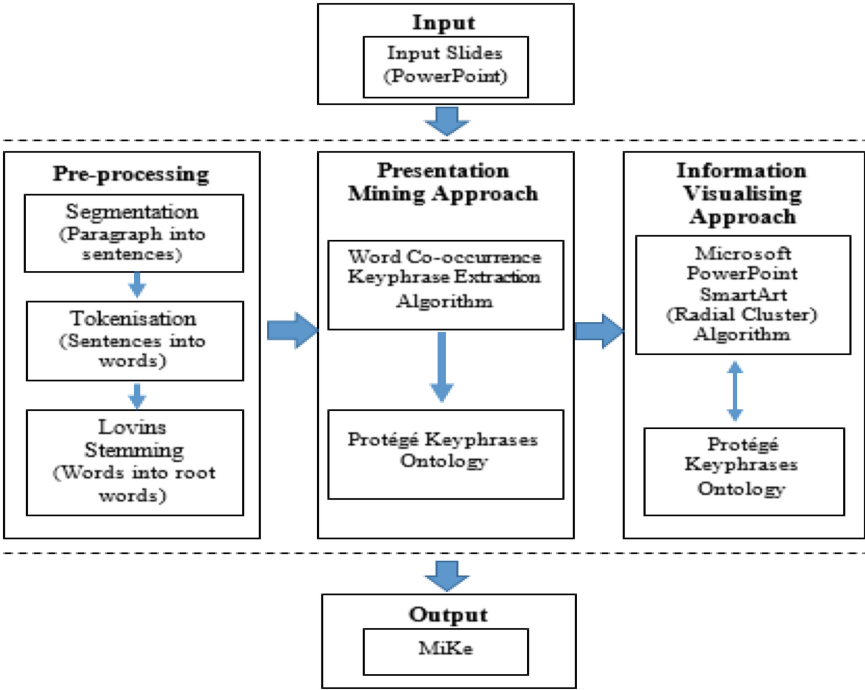 Input
Input Slides
(PowerPoint)
Pre-processing
Segmentation
(Paragraph into
sentences)
Tokenisation
(Sentences into
words)
Lovins
Stemming
(Words into root
words)
Presentation
Mining Approach
Word Co-occurrence
Keyphrase Extraction
Algorithm
Protégé Keyphrases
Ontology
Information
Visualising
Approach
Microsoft
PowerPoint
SmartArt
(Radial Cluster)
Algorithm
Protégé
Keyphrases
Ontology
Output
MiKe